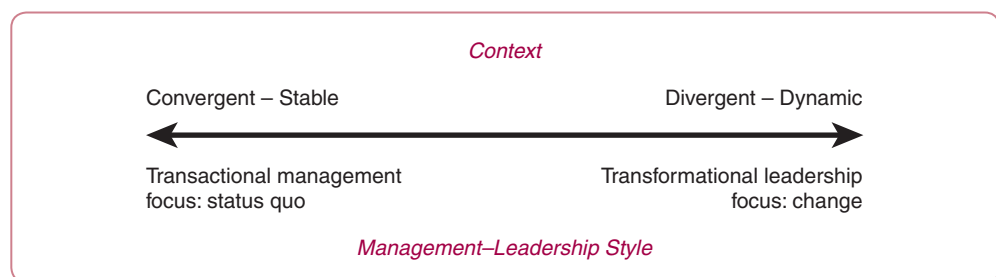 Context
Convergent – Stable
Divergent – Dynamic
Transactional management
focus: status quo
Transformational leadership
focus: change
Management–Leadership Style